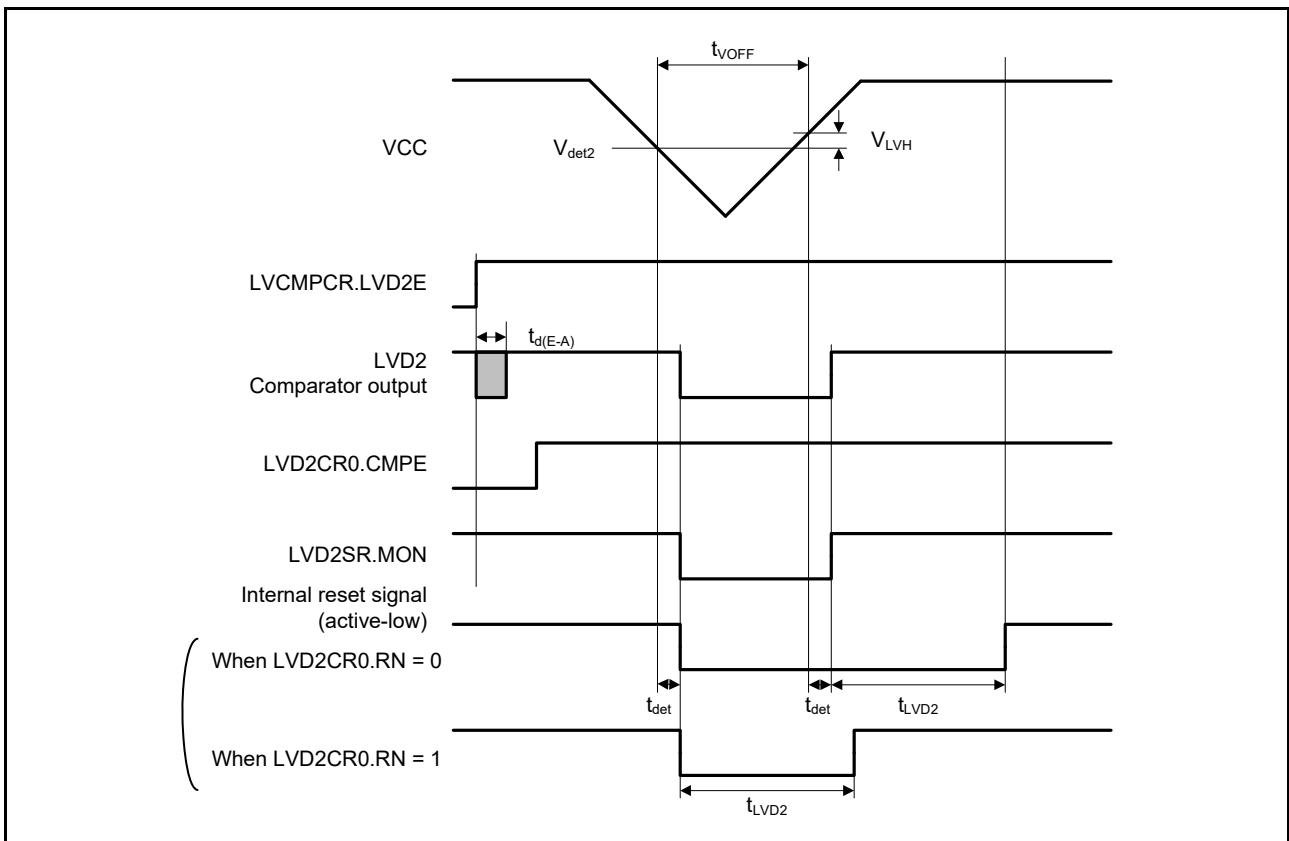 tVOFF
VCC
Vdet2
VLVH
LVCMPCR.LVD2E
td(E-A)
LVD2
Comparator output
LVD2CR0.CMPE
LVD2SR.MON
Internal reset signal
(active-low)
When LVD2CR0.RN = 0
tdet
tdet
tLVD2
When LVD2CR0.RN = 1
tLVD2